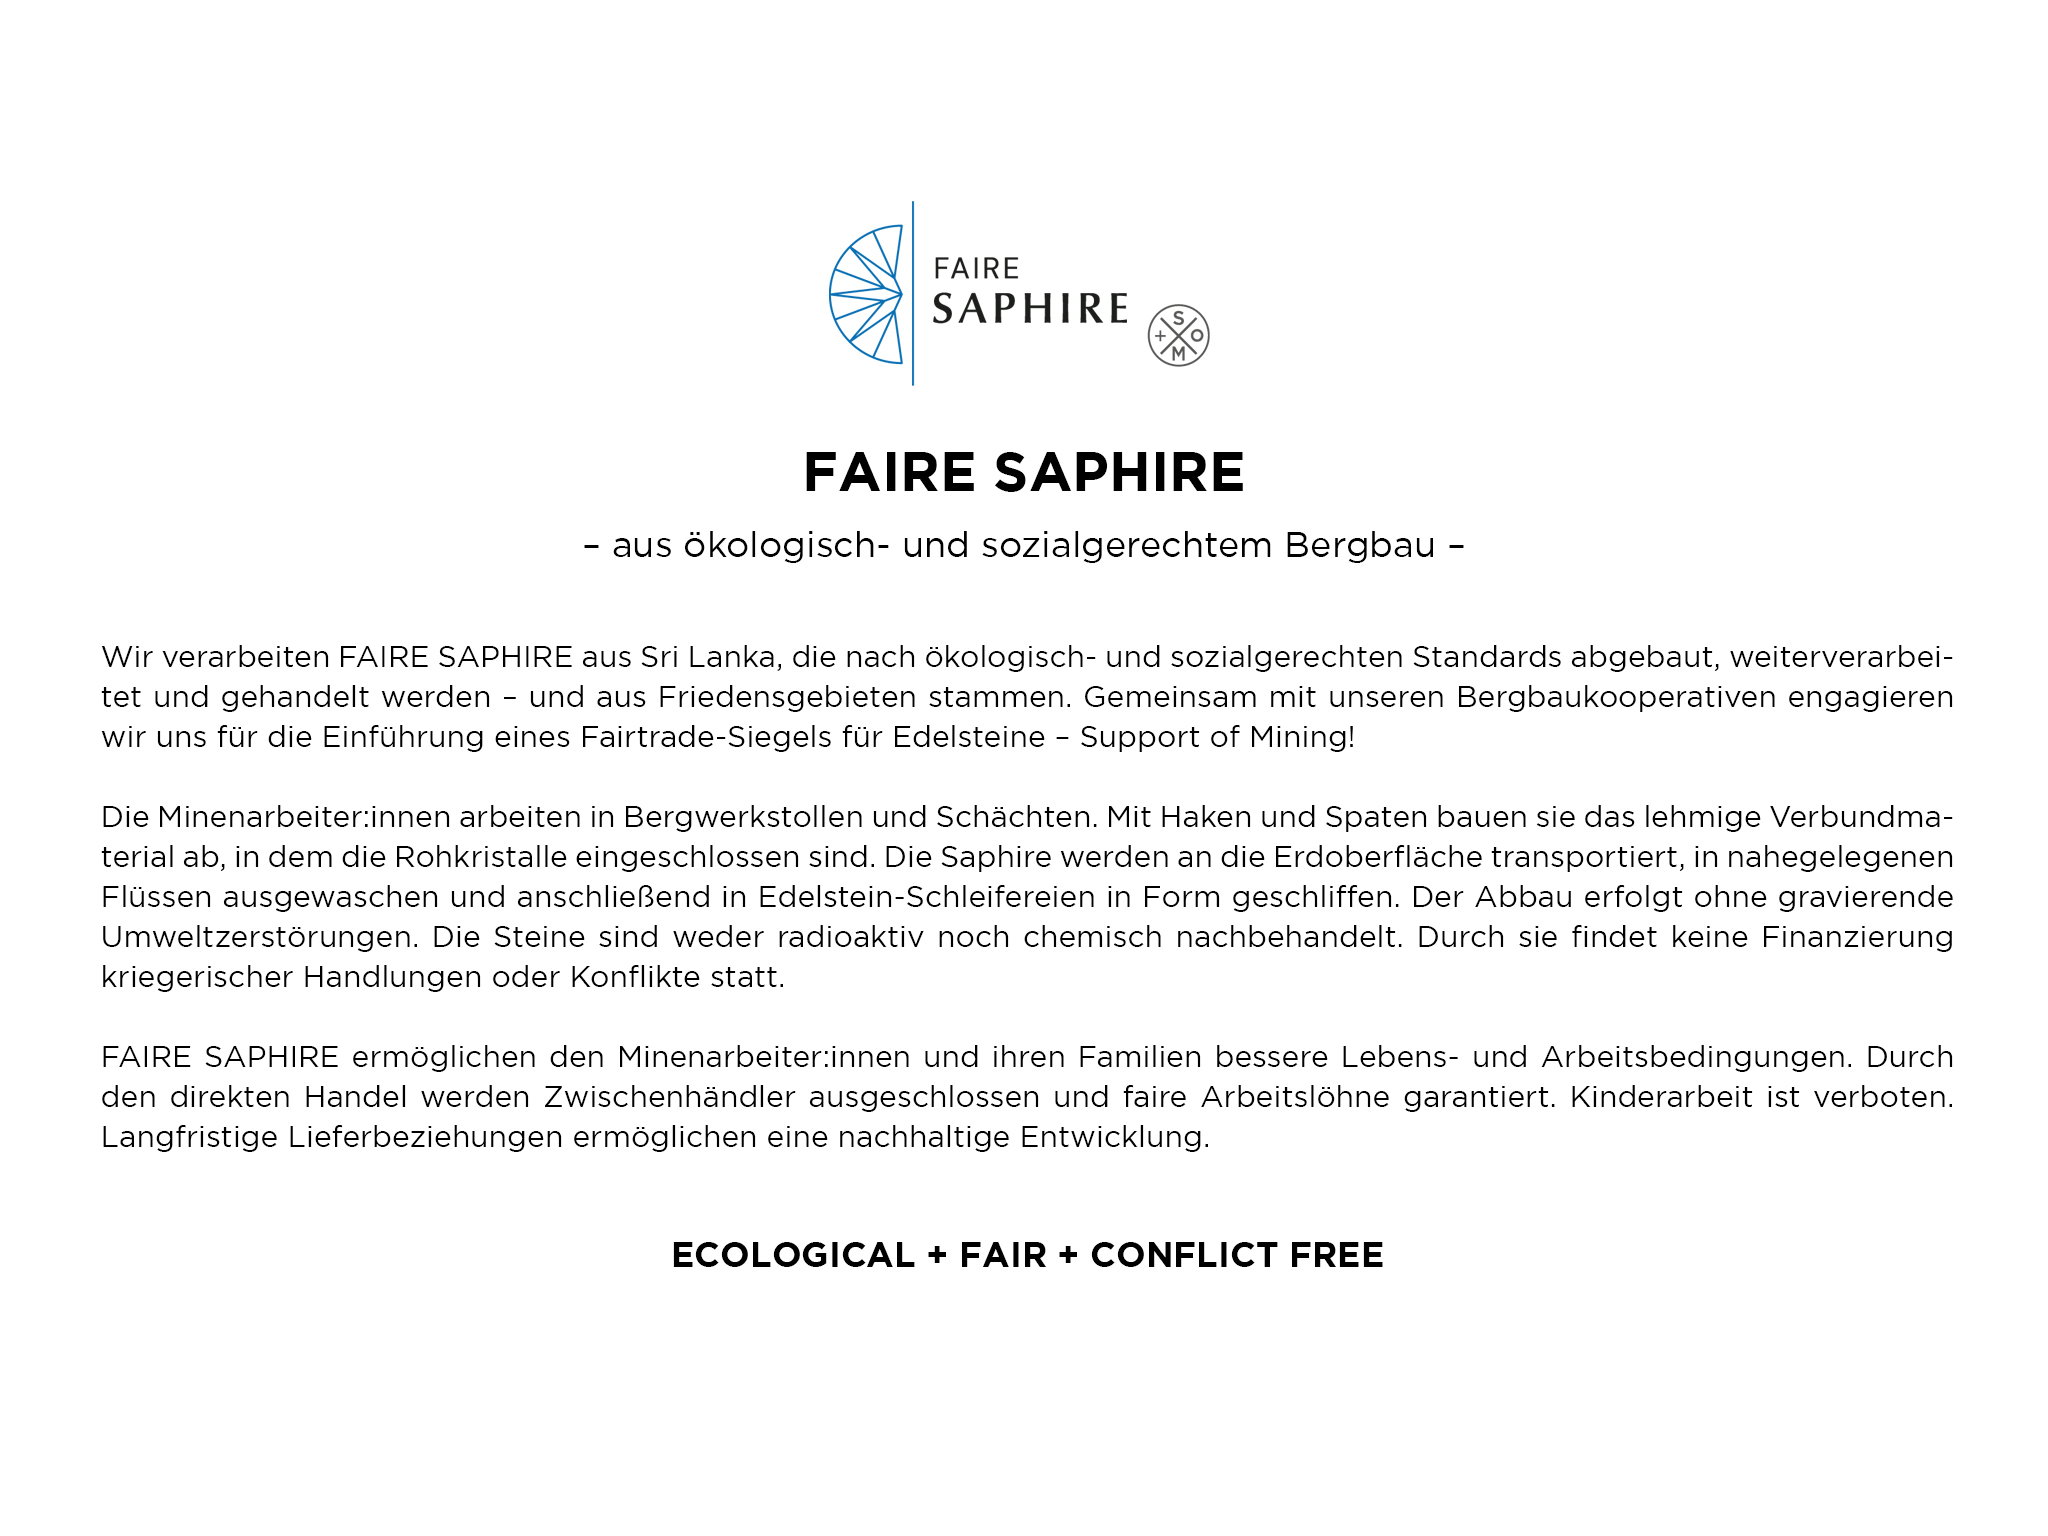 FAIRE
SAPHIRE
S
+ O
M
FAIRE SAPHIRE
– aus ökologisch- und sozialgerechtem Bergbau –
Wir verarbeiten FAIRE SAPHIRE aus Sri Lanka, die nach ökologisch- und sozialgerechten Standards abgebaut, weiterverarbei-
tet und gehandelt werden – und aus Friedensgebieten stammen. Gemeinsam mit unseren Bergbaukooperativen engagieren
wir uns für die Einführung eines Fairtrade-Siegels für Edelsteine – Support of Mining!
Die Minenarbeiter:innen arbeiten in Bergwerkstollen und Schächten. Mit Haken und Spaten bauen sie das lehmige Verbundma-
terial ab, in dem die Rohkristalle eingeschlossen sind. Die Saphire werden an die Erdoberfläche transportiert, in nahegelegenen
Flüssen ausgewaschen und anschließend in Edelstein-Schleifereien in Form geschliffen. Der Abbau erfolgt ohne gravierende
Umweltzerstörungen. Die Steine sind weder radioaktiv noch chemisch nachbehandelt. Durch sie findet keine Finanzierung
kriegerischer Handlungen oder Konflikte statt.
FAIRE SAPHIRE ermöglichen den Minenarbeiter:innen und ihren Familien bessere Lebens- und Arbeitsbedingungen. Durch
den direkten Handel werden Zwischenhändler ausgeschlossen und faire Arbeitslöhne garantiert. Kinderarbeit ist verboten.
Langfristige Lieferbeziehungen ermöglichen eine nachhaltige Entwicklung.
ECOLOGICAL + FAIR + CONFLICT FREE